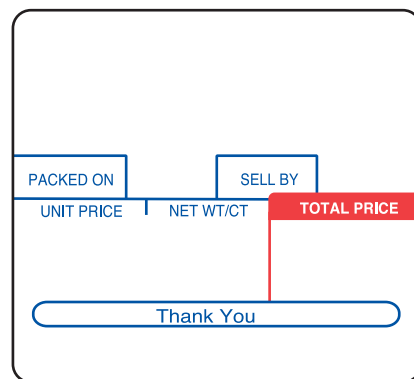 PACKED ON SELL BY
UNIT PRICE NET WT/CT TOTAL PRICE
Thank You